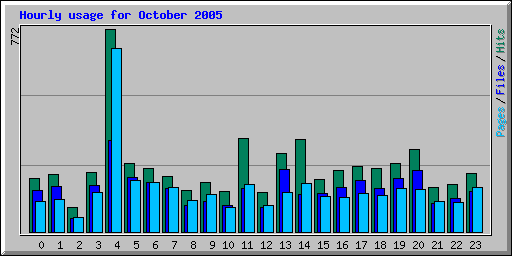 Hourly usage for October 2005
772
Pages / Files / Hits
0 1 2 3 4 5 6 7 8 9 10 11 12 13 14 15 16 17 18 19 20 21 22 23